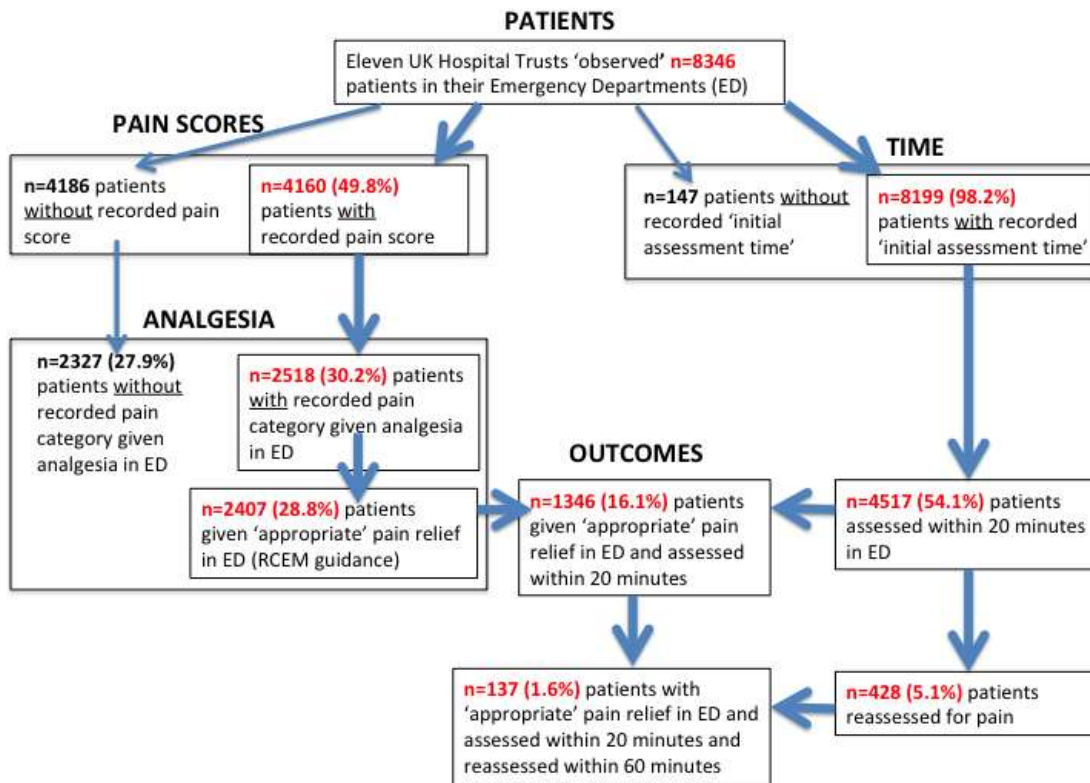 PATIENTS
Eleven UK Hospital Trusts ‘observed’ n=8346
patients in their Emergency Departments (ED)
PAIN SCORES
n=4186 patients
without recorded pain
score
n=4160 (49.8%)
patients with
recorded pain score
TIME
n=147 patients without
recorded ‘initial
assessment time’
n=8199 (98.2%)
patients with recorded
‘initial assessment time’
ANALGESIA
n=2327 (27.9%)
patients without
recorded pain
category given
analgesia in ED
n=2518 (30.2%) patients
with recorded pain
category given analgesia
in ED
n=2407 (28.8%) patients
given ‘appropriate’ pain relief
in ED (RCEM guidance)
OUTCOMES
n=1346 (16.1%) patients
given ‘appropriate’ pain
relief in ED and assessed
within 20 minutes
n=4517 (54.1%) patients
assessed within 20 minutes
in ED
n=137 (1.6%) patients with
‘appropriate’ pain relief in ED and
assessed within 20 minutes and
reassessed within 60 minutes
n=428 (5.1%) patients
reassessed for pain